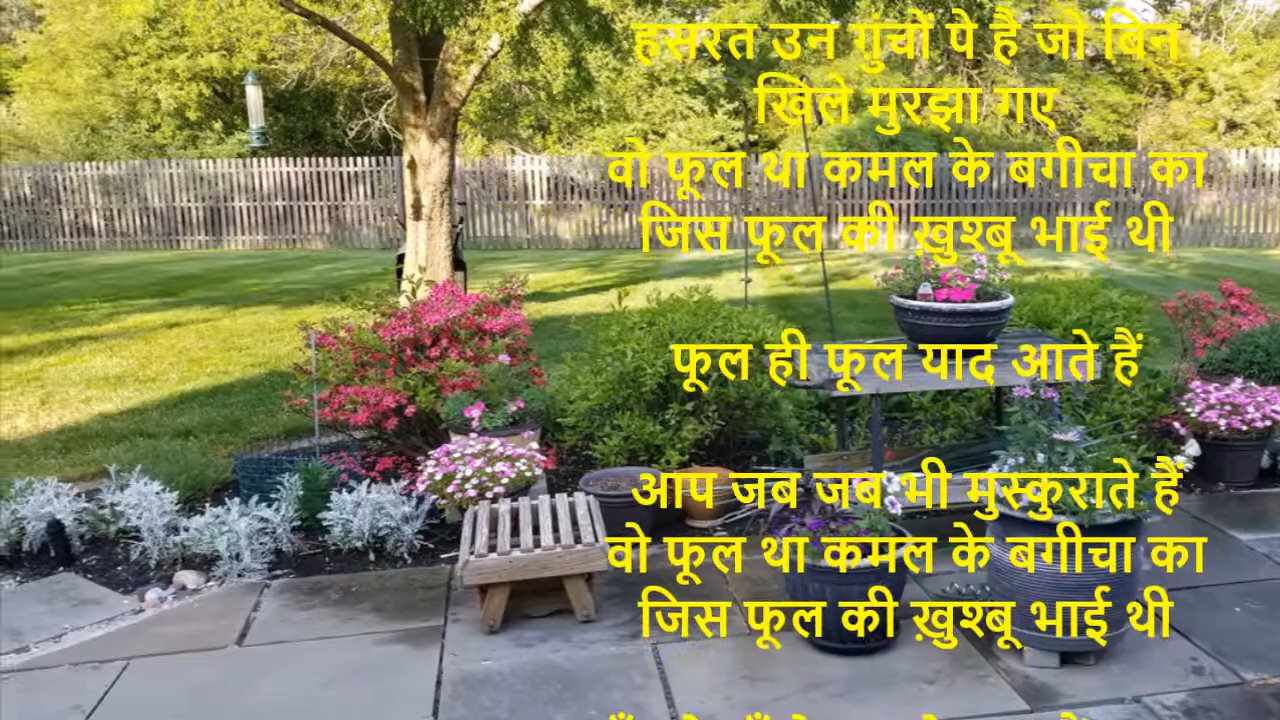 हसरत उन गुंचों पे है जो बिन
खिले मुरझा गए
वो फूल था कमल के बगीचा का
जिस फूल की ख़ुश्बू भाई थी
फूल ही फूल याद आते हैं
आप जब जब भी मुस्कुराते हैं
वो फूल था कमल के बगीचा का
जिस फूल की ख़ुश्बू भाई थी